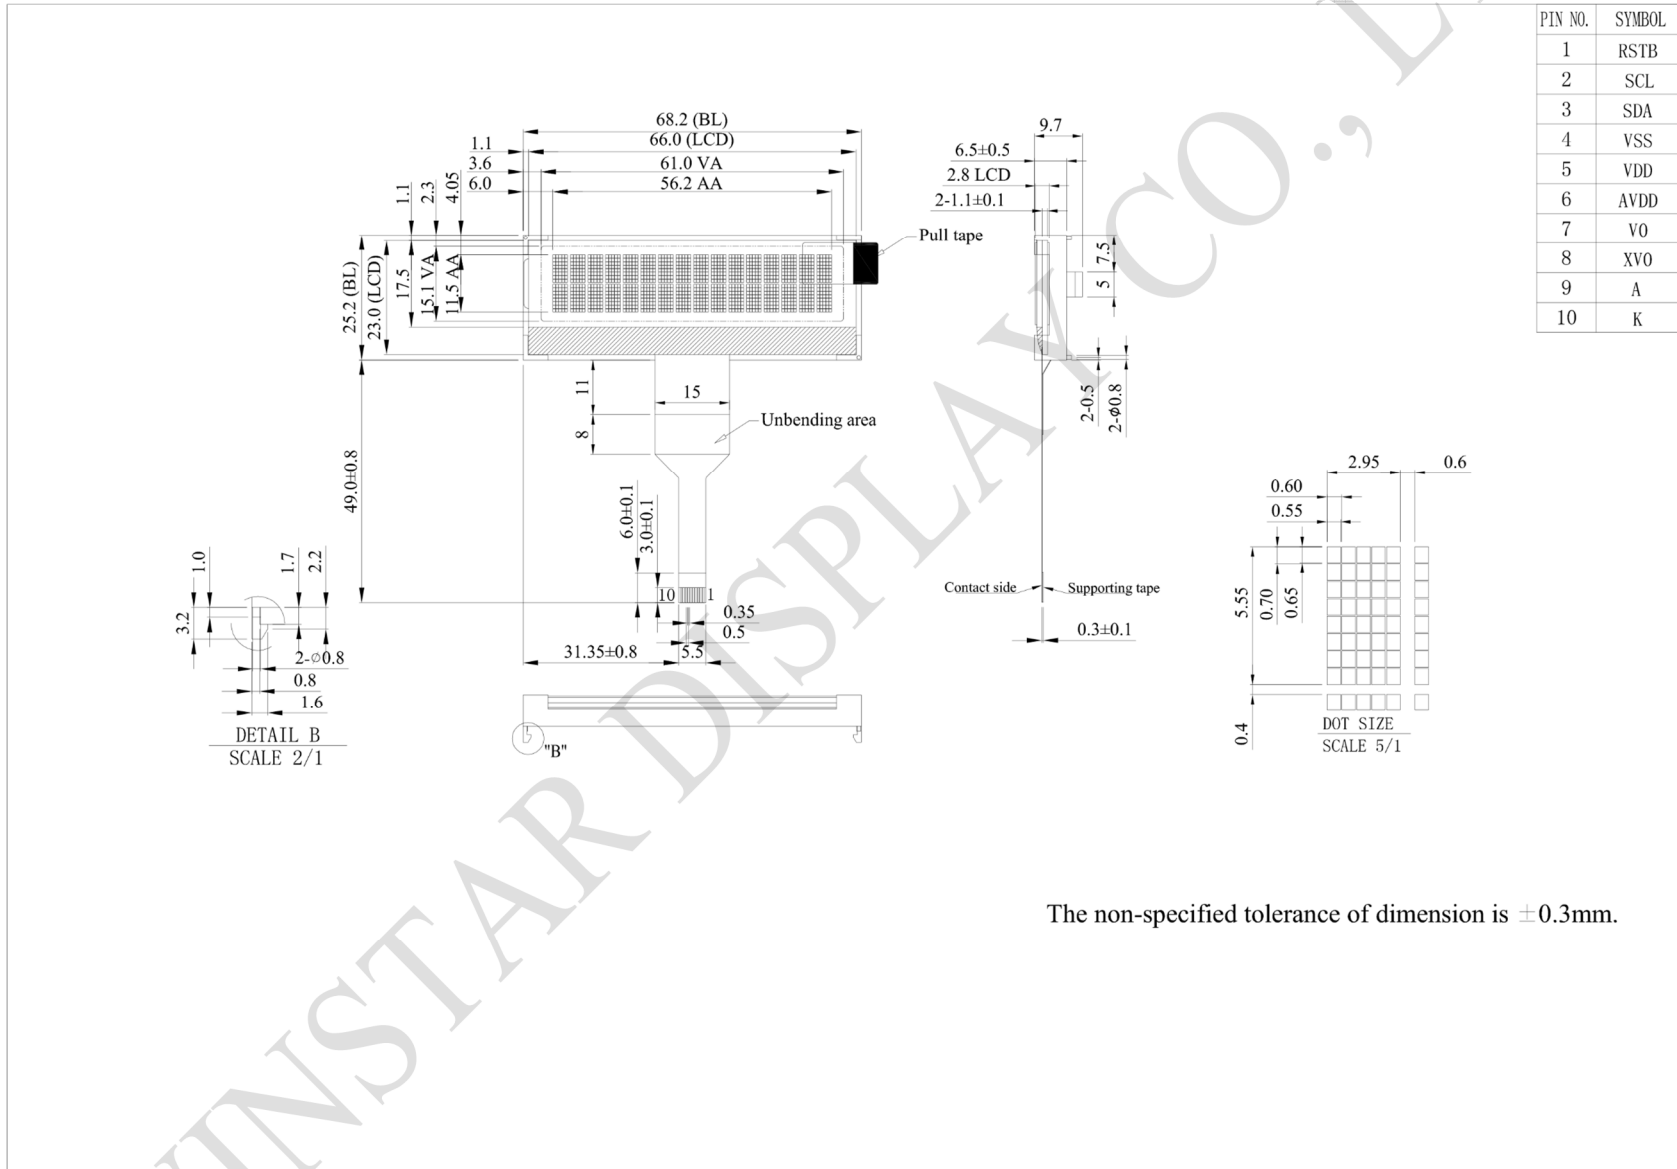 PIN NO. SYMBOL
1 RSTB
2 SCL
3 SDA
4 VSS
5 VDD
6 AVDD
7 V0
8 XV0
9 A
10 K
68.2 (BL)
1.1 66.0 (LCD)
3.6 61.0 VA
6.0 56.2 AA
1.1
2.3
4.05
25.2 (BL)
23.0 (LCD)
17.5
15.1 VA
11.5 AA
Pull tape
11
15
8
Unbending area
49.0±0.8
6.0±0.1
3.0±0.1
10 1
0.35
0.5
31.35±0.8 5.5
"B"
9.7
6.5±0.5
2.8 LCD
2-1.1±0.1
7.5
5
2-0.5
2-ϕ0.8
Contact side Supporting tape
0.3±0.1
1.0
1.7
2.2
3.2
2-∅0.8
0.8
1.6
DETAIL B
SCALE 2/1
2.95 0.6
0.60
0.55
5.55
0.70
0.65
0.4
DOT SIZE
SCALE 5/1
The non-specified tolerance of dimension is ±0.3mm.
INSTAR DISPLAY CO., L